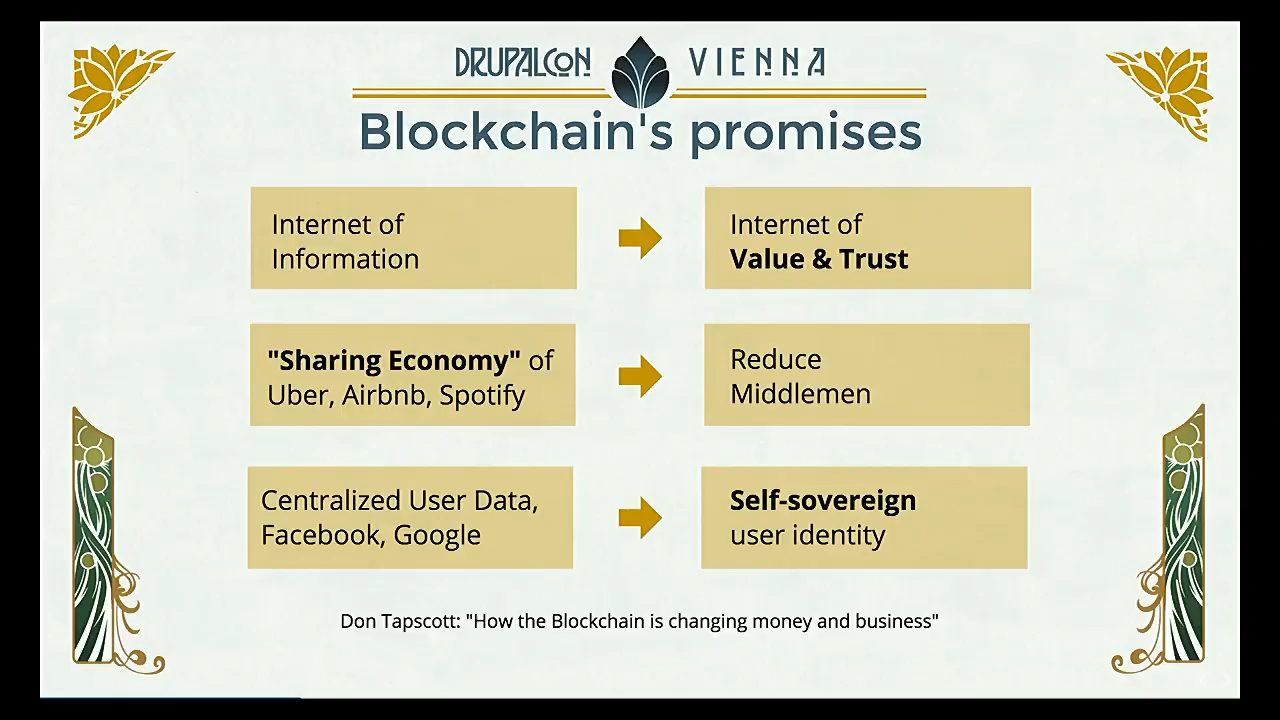 DRUPALCON VIENNA
Blockchain's promises
Internet of
Information
Internet of
Value & Trust
"Sharing Economy" of
Uber, Airbnb, Spotify
Reduce
Middlemen
Centralized User Data,
Facebook, Google
Self-sovereign
user identity
Don Tapscott: "How the Blockchain is changing money and business"